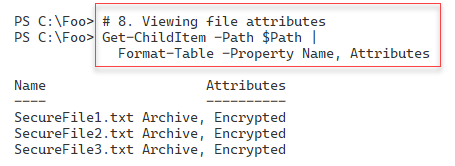 PS C:\Foo> # 8. Viewing file attributes
PS C:\Foo> Get-ChildItem -Path $Path |
Format-Table -Property Name, Attributes
Name Attributes
---- ----------
SecureFile1.txt Archive, Encrypted
SecureFile2.txt Archive, Encrypted
SecureFile3.txt Archive, Encrypted